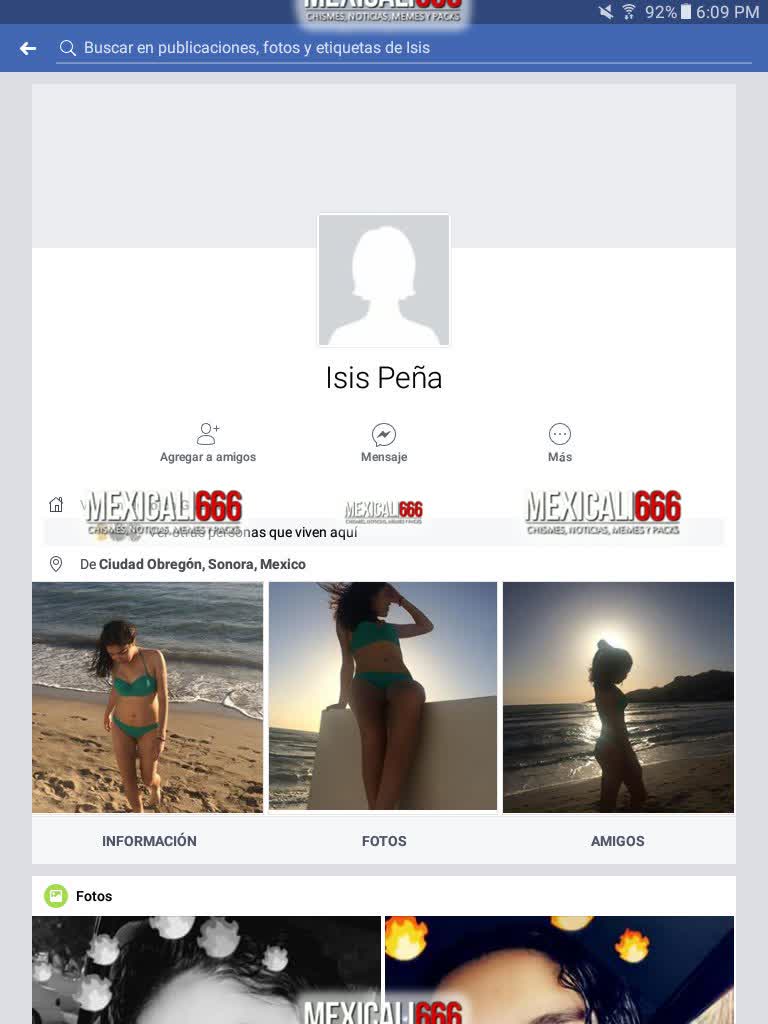 MEXICALI666
CHISMES, NOTICIAS, MEMES Y PACKS
92% 6:09 PM
Buscar en publicaciones, fotos y etiquetas de Isis
Isis Peña
Agregar a amigos
Mensaje
Más
MEXICALI666
CHISMES, NOTICIAS, MEMES Y PACKS
MEXICALI666
CHISMES, NOTICIAS, MEMES Y PACKS
MEXICALI666
CHISMES, NOTICIAS, MEMES Y PACKS
Ver otras personas que viven aquí
De Ciudad Obregón, Sonora, Mexico
INFORMACIÓN
FOTOS
AMIGOS
Fotos
MEXICALI666